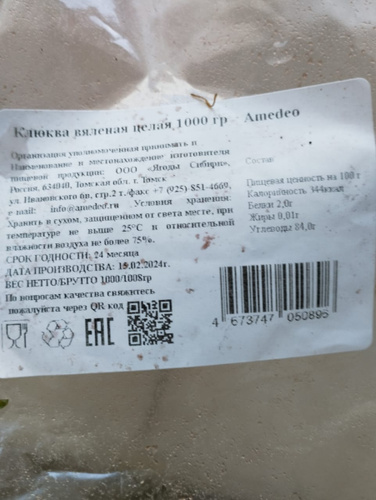 Клюква вяленая целая 1000 гр Amedeo
Организация уполномоченная принимать п
Наименование и местонахождение изготовителя
пищевой продукции: ООО «Ягоды Сибири»,
Россия, 634040, Томская обл. г. Томск
ул. Ивановского 6в, стр.2 т./факс +7 (925)-851-4669,
e-mail: info@amedef.ru Условия хранения:
Хранить в сухом, защищенном от света месте, при
температуре не выше 25°С в относительной
влажности воздуха не более 75%.
СРОК ГОДНОСТИ: 24 месяца
ДАТА ПРОИЗВОДСТВА: 15.02.2024г.
ВЕС НЕТТО/БРУТТО 1000/1008гр
По вопросам качества свяжитесь
пожалуйста через QR код
EAC
Состав
Пищевая ценность на 100 г
Калорийность 344ккал
Белки 2,0г
Жиры 0,01г
Углеводы 84,0г
4 673747 050895